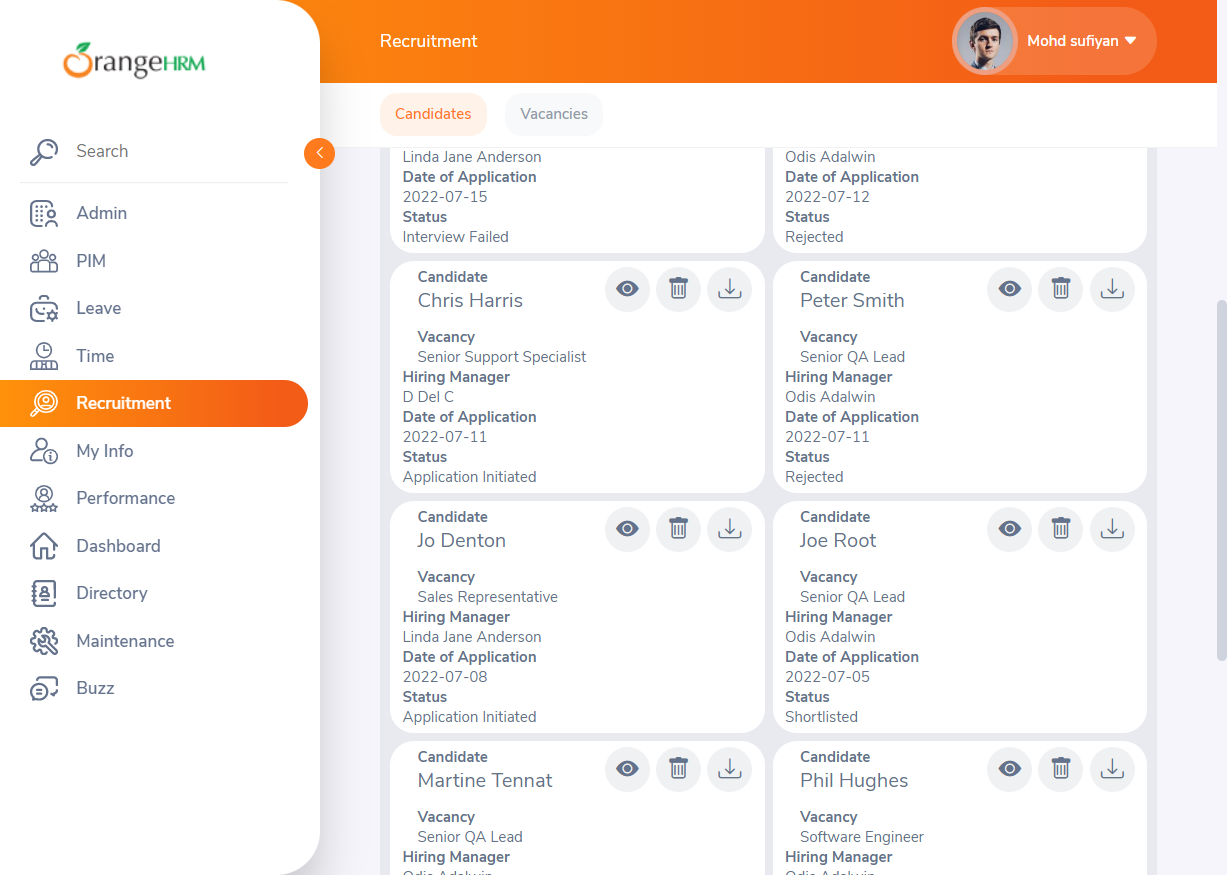 OrangeHRM
Search
Admin
PIM
Leave
Time
Recruitment
My Info
Performance
Dashboard
Directory
Maintenance
Buzz
Recruitment
Mohd sufiyan
Candidates
Vacancies
Linda Jane Anderson
Date of Application
2022-07-15
Status
Interview Failed
Odis Adalwin
Date of Application
2022-07-12
Status
Rejected
Candidate
Chris Harris
Vacancy
Senior Support Specialist
Hiring Manager
D Del C
Date of Application
2022-07-11
Status
Application Initiated
Candidate
Peter Smith
Vacancy
Senior QA Lead
Hiring Manager
Odis Adalwin
Date of Application
2022-07-11
Status
Rejected
Candidate
Jo Denton
Vacancy
Sales Representative
Hiring Manager
Linda Jane Anderson
Date of Application
2022-07-08
Status
Application Initiated
Candidate
Joe Root
Vacancy
Senior QA Lead
Hiring Manager
Odis Adalwin
Date of Application
2022-07-05
Status
Shortlisted
Candidate
Martine Tennat
Vacancy
Senior QA Lead
Hiring Manager
Odis Adalwin
Candidate
Phil Hughes
Vacancy
Software Engineer
Hiring Manager
Odis Adalwin